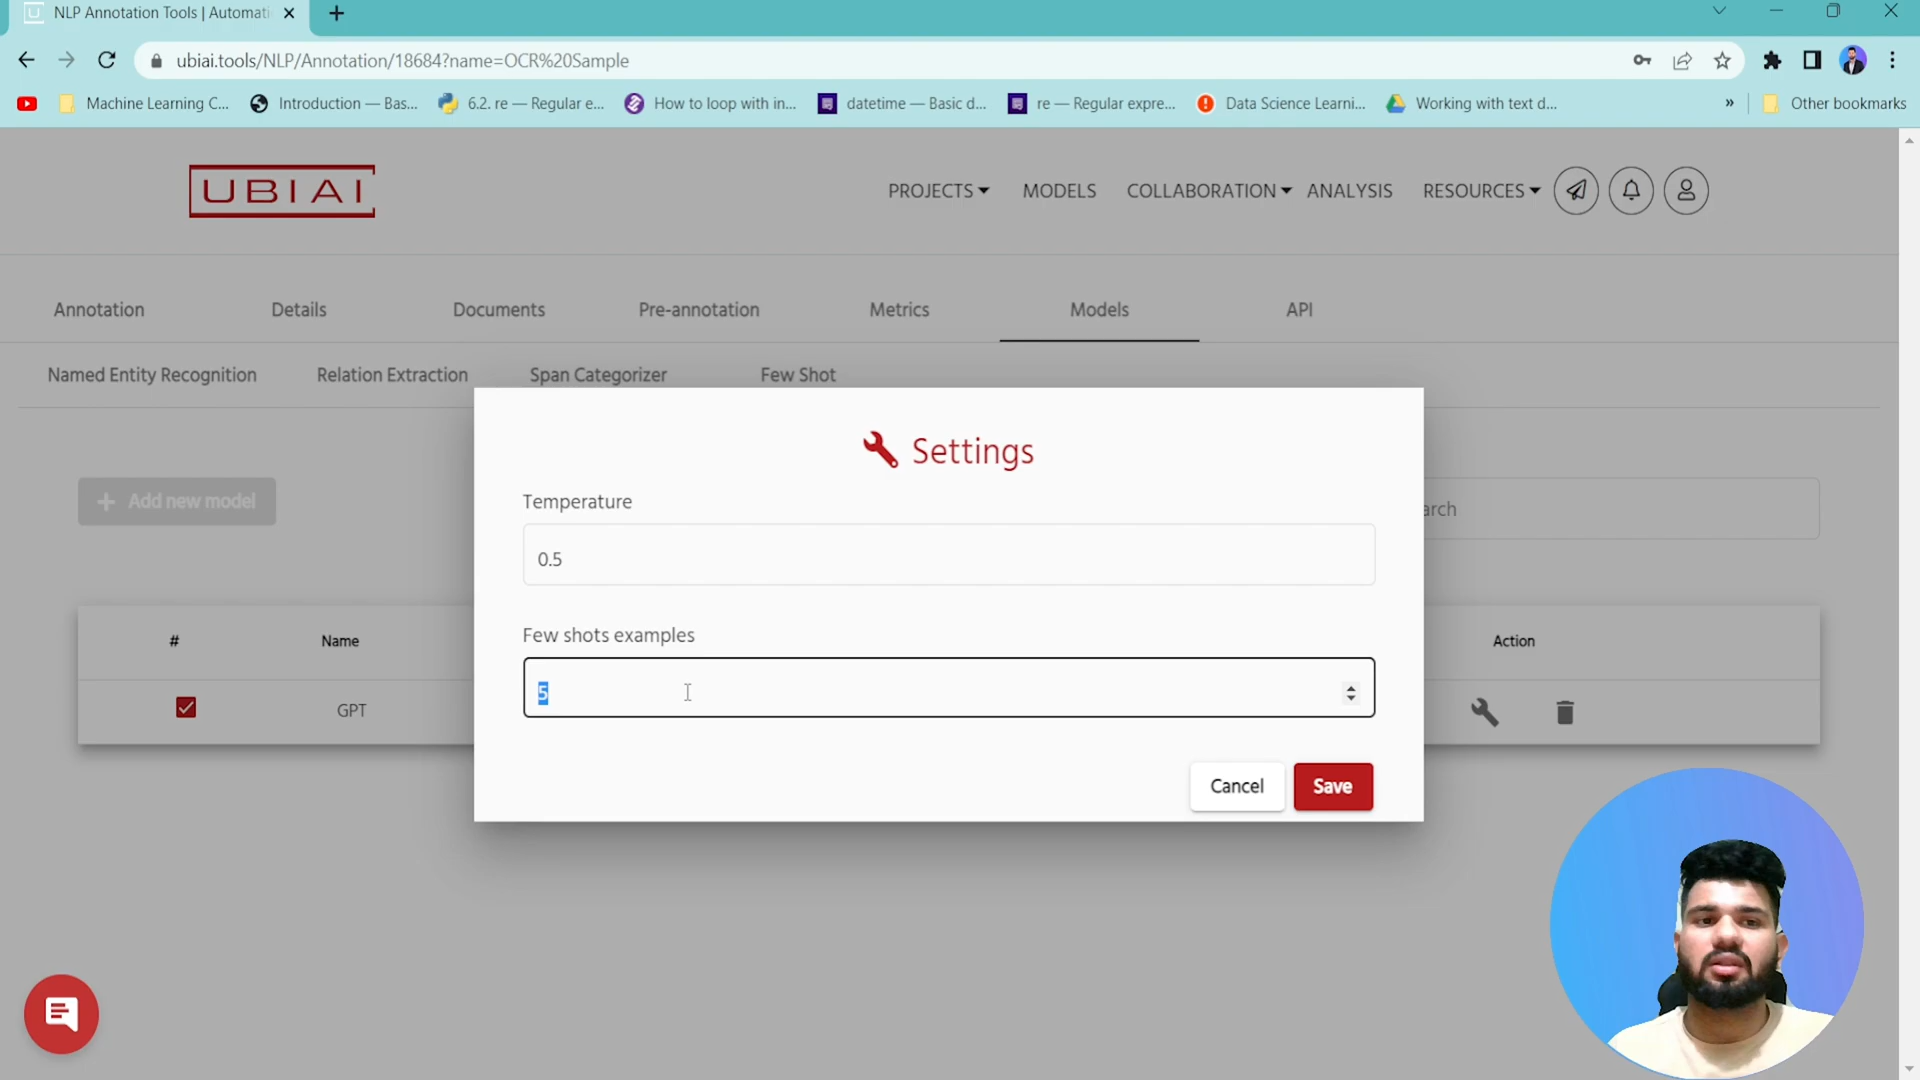 NLP Annotation Tools | Automati
ubiai.tools/NLP/Annotation/18684?name=OCR%20Sample
Machine Learning C... Introduction — Bas... 6.2. re — Regular e... How to loop with in... datetime — Basic d... re — Regular expre... Data Science Learni... Working with text d... » Other bookmarks
UBIAI
PROJECTS MODELS COLLABORATION ANALYSIS RESOURCES
Annotation Details Documents Pre-annotation Metrics Models API
Named Entity Recognition Relation Extraction Span Categorizer Few Shot
Settings
+ Add new model
arch
Temperature
0.5
Few shots examples
# Name Action
5
GPT
Cancel Save